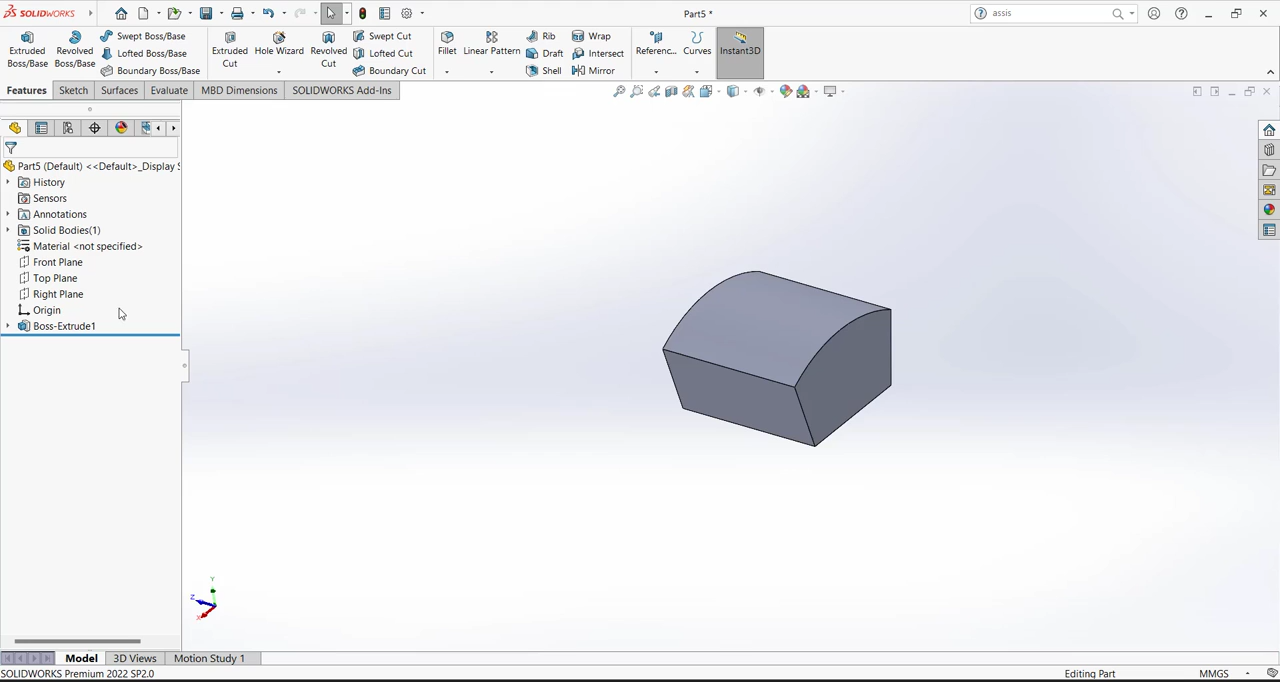 SOLIDWORKS
Part5 *
assis
Extruded Boss/Base
Revolved Boss/Base
Swept Boss/Base
Lofted Boss/Base
Boundary Boss/Base
Extruded Cut
Hole Wizard
Revolved Cut
Swept Cut
Lofted Cut
Boundary Cut
Fillet
Linear Pattern
Rib
Draft
Shell
Wrap
Intersect
Mirror
Referenc...
Curves
Instant3D
Features
Sketch
Surfaces
Evaluate
MBD Dimensions
SOLIDWORKS Add-Ins
Part5 (Default) <<Default>_Display S
History
Sensors
Annotations
Solid Bodies(1)
Material <not specified>
Front Plane
Top Plane
Right Plane
Origin
Boss-Extrude1
Y
Z
X
Model
3D Views
Motion Study 1
SOLIDWORKS Premium 2022 SP2.0
Editing Part
MMGS